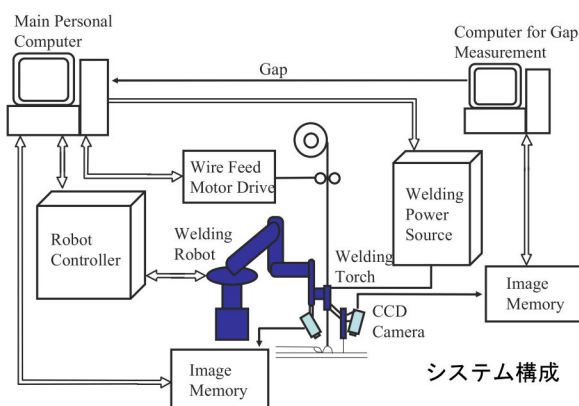 Main Personal
Computer
Computer for Gap
Measurement
Gap
Wire Feed
Motor Drive
Welding
Power
Source
Robot
Controller
Welding
Robot
Welding
Torch
CCD
Camera
Image
Memory
Image
Memory
システム構成